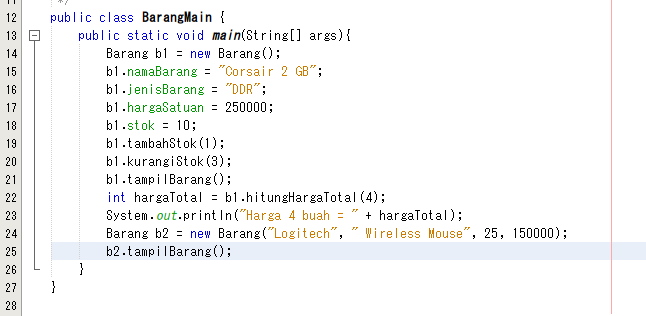 */
12 public class BarangMain {
13 public static void main(String[] args){
14 Barang b1 = new Barang();
15 b1.namaBarang = "Corsair 2 GB";
16 b1.jenisBarang = "DDR";
17 b1.hargaSatuan = 250000;
18 b1.stok = 10;
19 b1.tambahStok(1);
20 b1.kurangiStok(3);
21 b1.tampilBarang();
22 int hargaTotal = b1.hitungHargaTotal(4);
23 System.out.println("Harga 4 buah = " + hargaTotal);
24 Barang b2 = new Barang("Logitech", " Wireless Mouse", 25, 150000);
25 b2.tampilBarang();
26 }
27 }
28